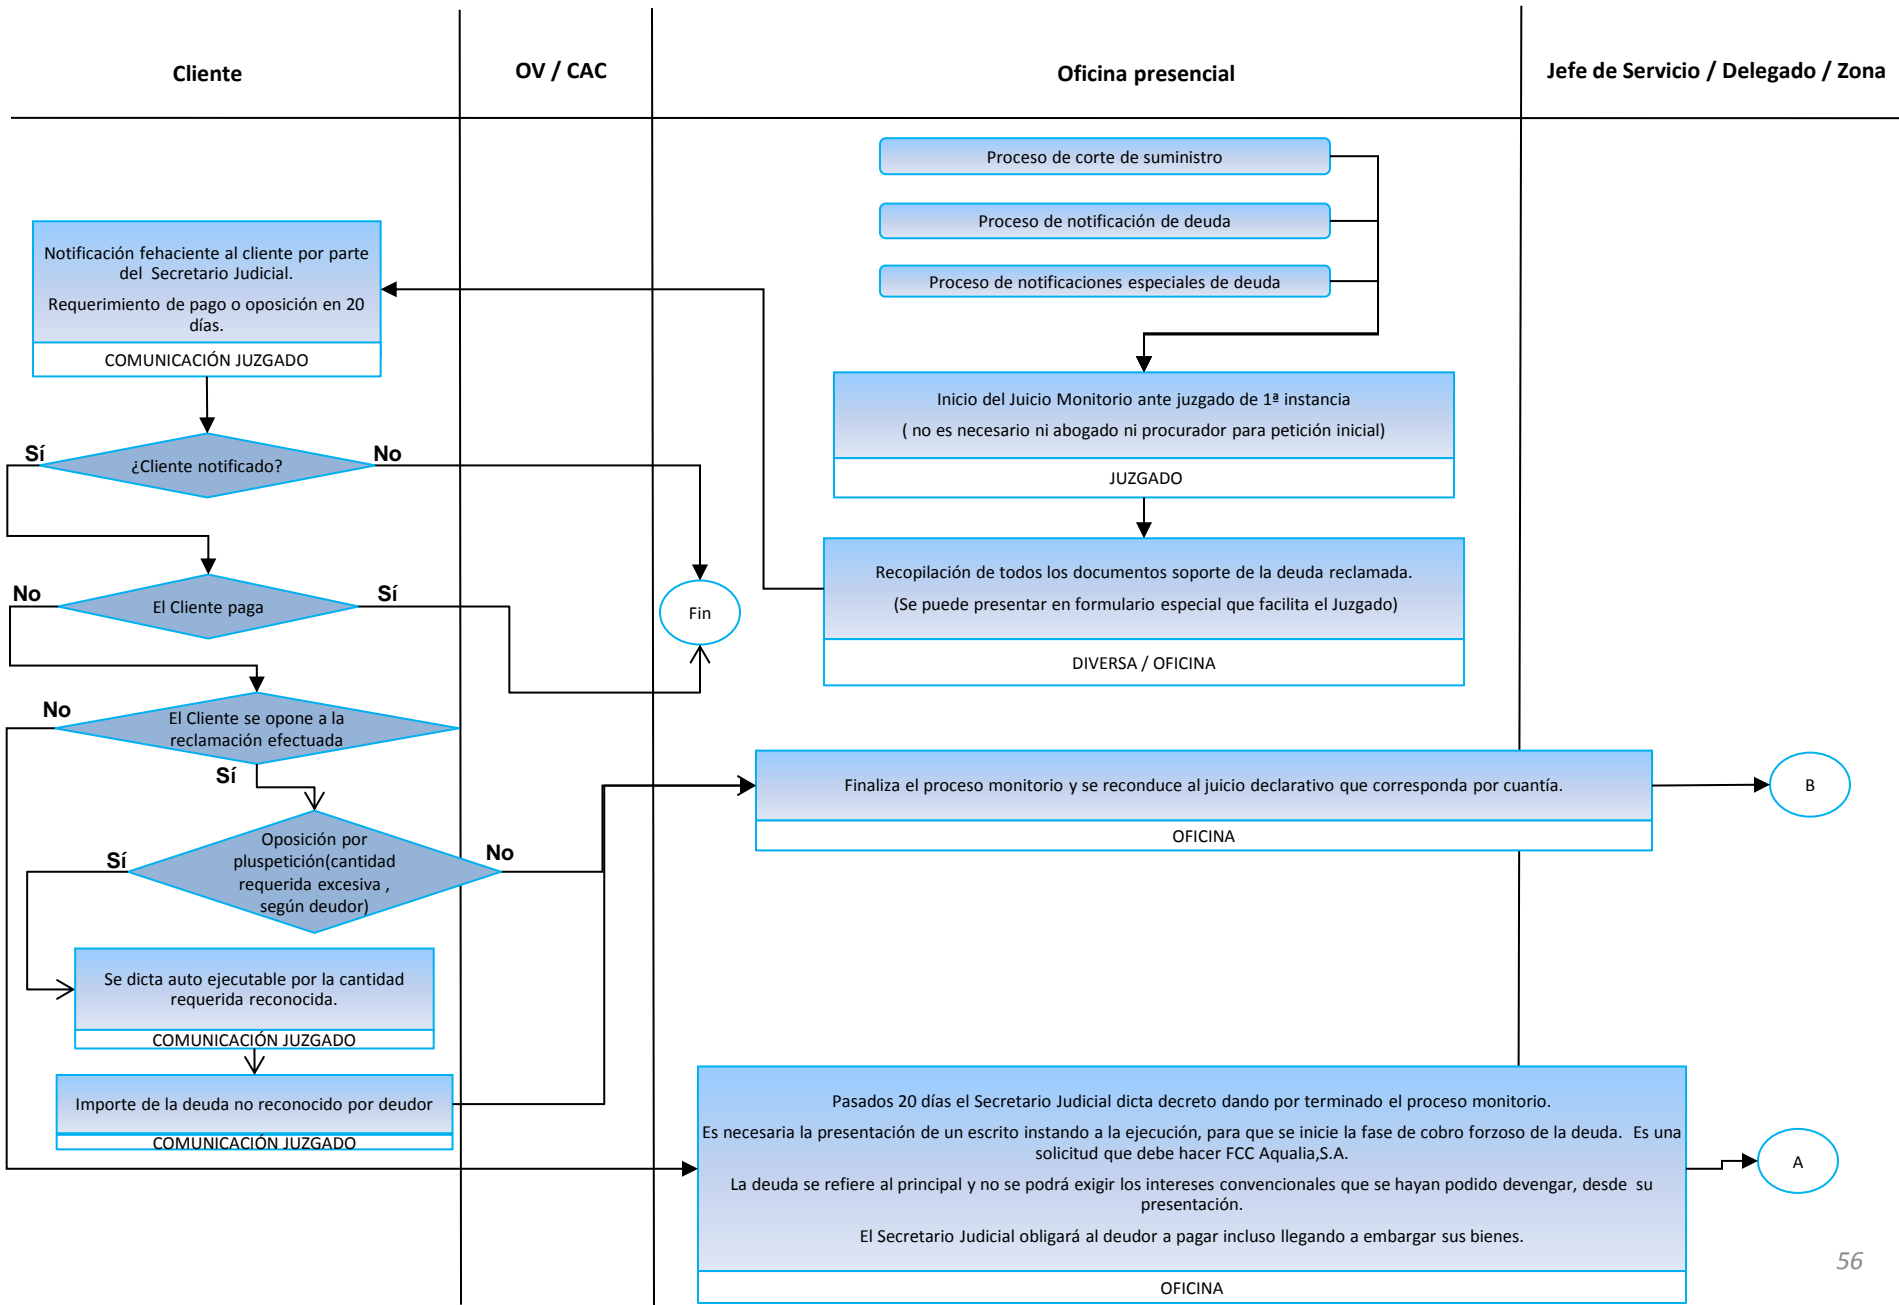 Cliente
OV / CAC
Oficina presencial
Jefe de Servicio / Delegado / Zona
Proceso de corte de suministro
Proceso de notificación de deuda
Proceso de notificaciones especiales de deuda
Notificación fehaciente al cliente por parte
del Secretario Judicial.
Requerimiento de pago o oposición en 20
días.
COMUNICACIÓN JUZGADO
Inicio del Juicio Monitorio ante juzgado de 1ª instancia
( no es necesario ni abogado ni procurador para petición inicial)
JUZGADO
Sí
¿Cliente notificado?
No
Recopilación de todos los documentos soporte de la deuda reclamada.
(Se puede presentar en formulario especial que facilita el Juzgado)
DIVERSA / OFICINA
No
El Cliente paga
Sí
Fin
No
El Cliente se opone a la
reclamación efectuada
Sí
Finaliza el proceso monitorio y se reconduce al juicio declarativo que corresponda por cuantía.
OFICINA
B
Sí
Oposición por
pluspetición(cantidad
requerida excesiva ,
según deudor)
No
Se dicta auto ejecutable por la cantidad
requerida reconocida.
COMUNICACIÓN JUZGADO
Importe de la deuda no reconocido por deudor
COMUNICACIÓN JUZGADO
Pasados 20 días el Secretario Judicial dicta decreto dando por terminado el proceso monitorio.
Es necesaria la presentación de un escrito instando a la ejecución, para que se inicie la fase de cobro forzoso de la deuda. Es una
solicitud que debe hacer FCC Aqualia,S.A.
La deuda se refiere al principal y no se podrá exigir los intereses convencionales que se hayan podido devengar, desde su
presentación.
El Secretario Judicial obligará al deudor a pagar incluso llegando a embargar sus bienes.
OFICINA
A
56